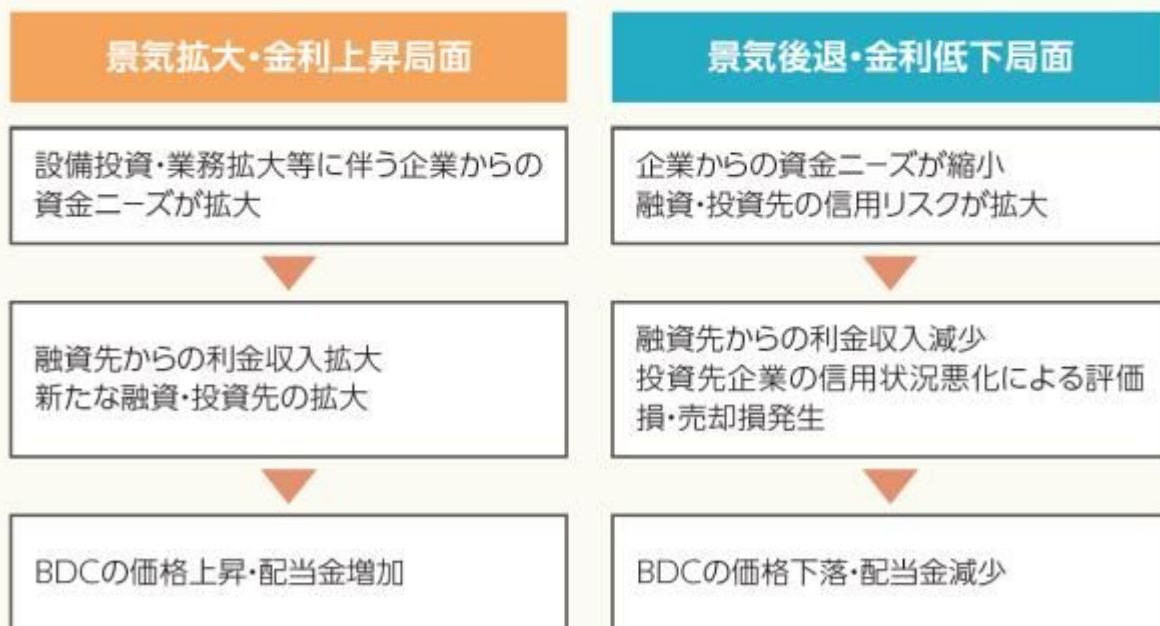 景気拡大・金利上昇局面
設備投資・業務拡大等に伴う企業からの
資金ニーズが拡大
融資先からの利金収入拡大
新たな融資・投資先の拡大
BDCの価格上昇・配当金増加
景気後退・金利低下局面
企業からの資金ニーズが縮小
融資・投資先の信用リスクが拡大
融資先からの利金収入減少
投資先企業の信用状況悪化による評価
損・売却損発生
BDCの価格下落・配当金減少